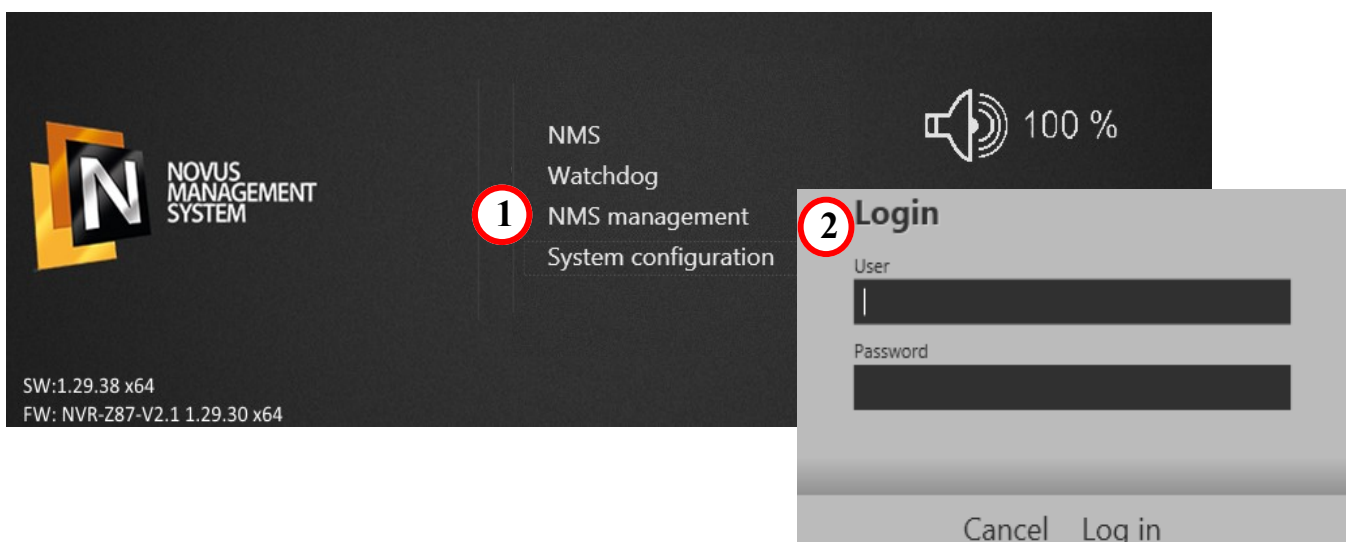 N
NOVUS
MANAGEMENT
SYSTEM
NMS
Watchdog
1 NMS management
System configuration
100 %
SW:1.29.38 x64
FW: NVR-Z87-V2.1 1.29.30 x64
2 Login
User
Password
Cancel Log in